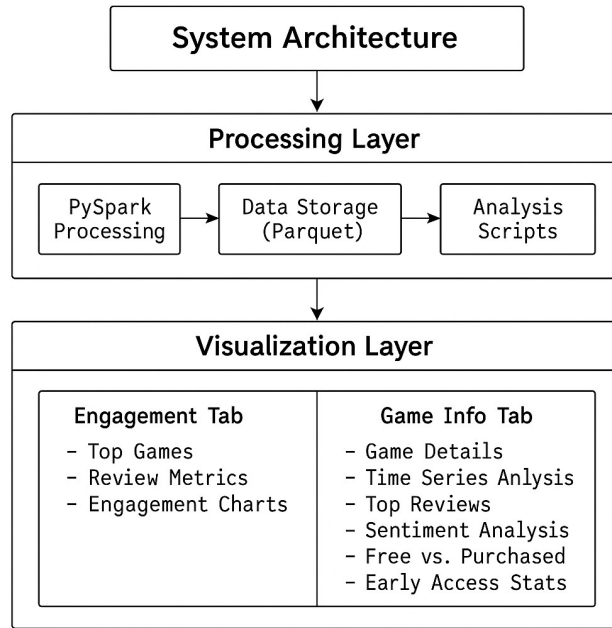 System Architecture
Processing Layer
PySpark
Processing
Data Storage
(Parquet)
Analysis
Scripts
Visualization Layer
Engagement Tab
- Top Games
- Review Metrics
- Engagement Charts
Game Info Tab
- Game Details
- Time Series Anlysis
- Top Reviews
- Sentiment Analysis
- Free vs. Purchased
- Early Access Stats